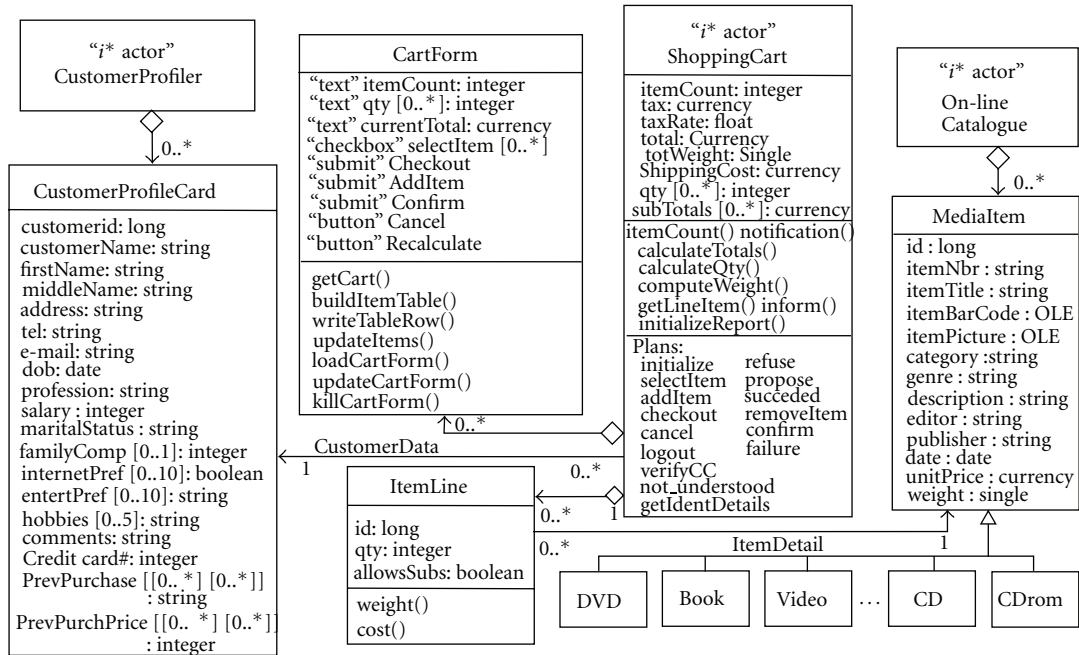 “i* actor”
CustomerProfiler
0..*
CustomerProfileCard
customerid: long
customerName: string
firstName: string
middleName: string
address: string
tel: string
e-mail: string
dob: date
profession: string
salary : integer
maritalStatus : string
familyComp [0..1]: integer
internetPref [0..10]: boolean
entertPref [0..10]: string
hobbies [0..5]: string
comments: string
Credit card#: integer
PrevPurchase [[0.. *] [0..*]]
: string
PrevPurchPrice [[0.. *] [0..*]]
: integer
CartForm
“text” itemCount: integer
“text” qty [0..*]: integer
“text” currentTotal: currency
“checkbox” selectItem [0..*]
“submit” Checkout
“submit” AddItem
“submit” Confirm
“button” Cancel
“button” Recalculate
getCart()
buildItemTable()
writeTableRow()
updateItems()
loadCartForm()
updateCartForm()
killCartForm()
0..*
CustomerData
1
0..*
ItemLine
id: long
qty: integer
allowsSubs: boolean
weight()
cost()
0..*
1
0..*
ItemDetail
1
“i* actor”
ShoppingCart
itemCount: integer
tax: currency
taxRate: float
total: Currency
totWeight: Single
ShippingCost: currency
qty [0..*]: integer
subTotals [0..*]: currency
itemCount() notification()
calculateTotals()
calculateQty()
computeWeight()
getLineItem() inform()
initializeReport()
Plans:
initialize refuse
selectItem propose
addItem succeded
checkout removeItem
cancel confirm
logout failure
verifyCC
not_understood
getIdentDetails
“i* actor”
On-line
Catalogue
0..*
MediaItem
id : long
itemNbr : string
itemTitle : string
itemBarCode : OLE
itemPicture : OLE
category :string
genre : string
description : string
editor : string
publisher : string
date : date
unitPrice : currency
weight : single
DVD
Book
Video
...
CD
CDrom